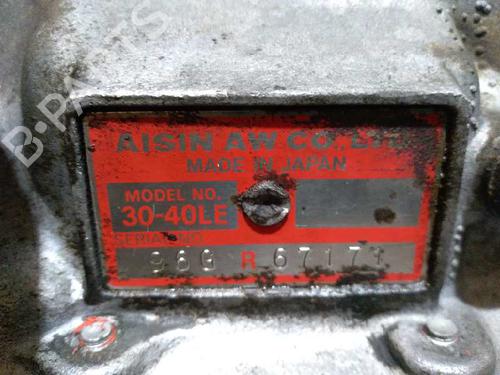 B-PARTS
AISIN AW CO., LTD.
MADE IN JAPAN
MODEL NO.
30-40LE
SERIAL NO.
96G R 67171